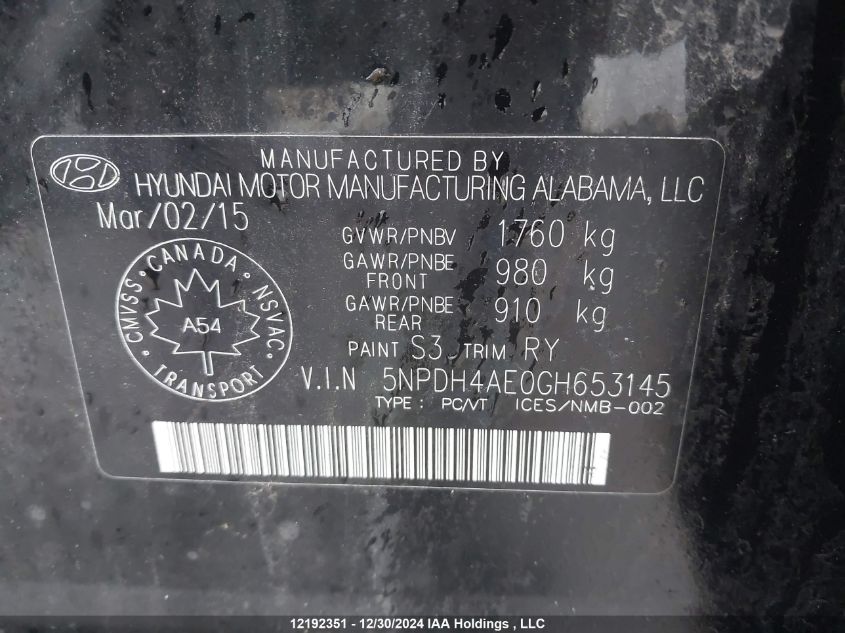 MANUFACTURED BY
HYUNDAI MOTOR MANUFACTURING ALABAMA, LLC
Mar/02/15
GVWR/PNBV 1760 kg
GAWR/PNBE FRONT 980 kg
GAWR/PNBE REAR 910 kg
CANADA
CMVSS
NSVAC
A54
TRANSPORT
PAINT S3 TRIM RY
V.I.N 5NPDH4AE0GH653145
TYPE: PC/VT ICES/NMB-002
12192351 - 12/30/2024 IAA Holdings , LLC